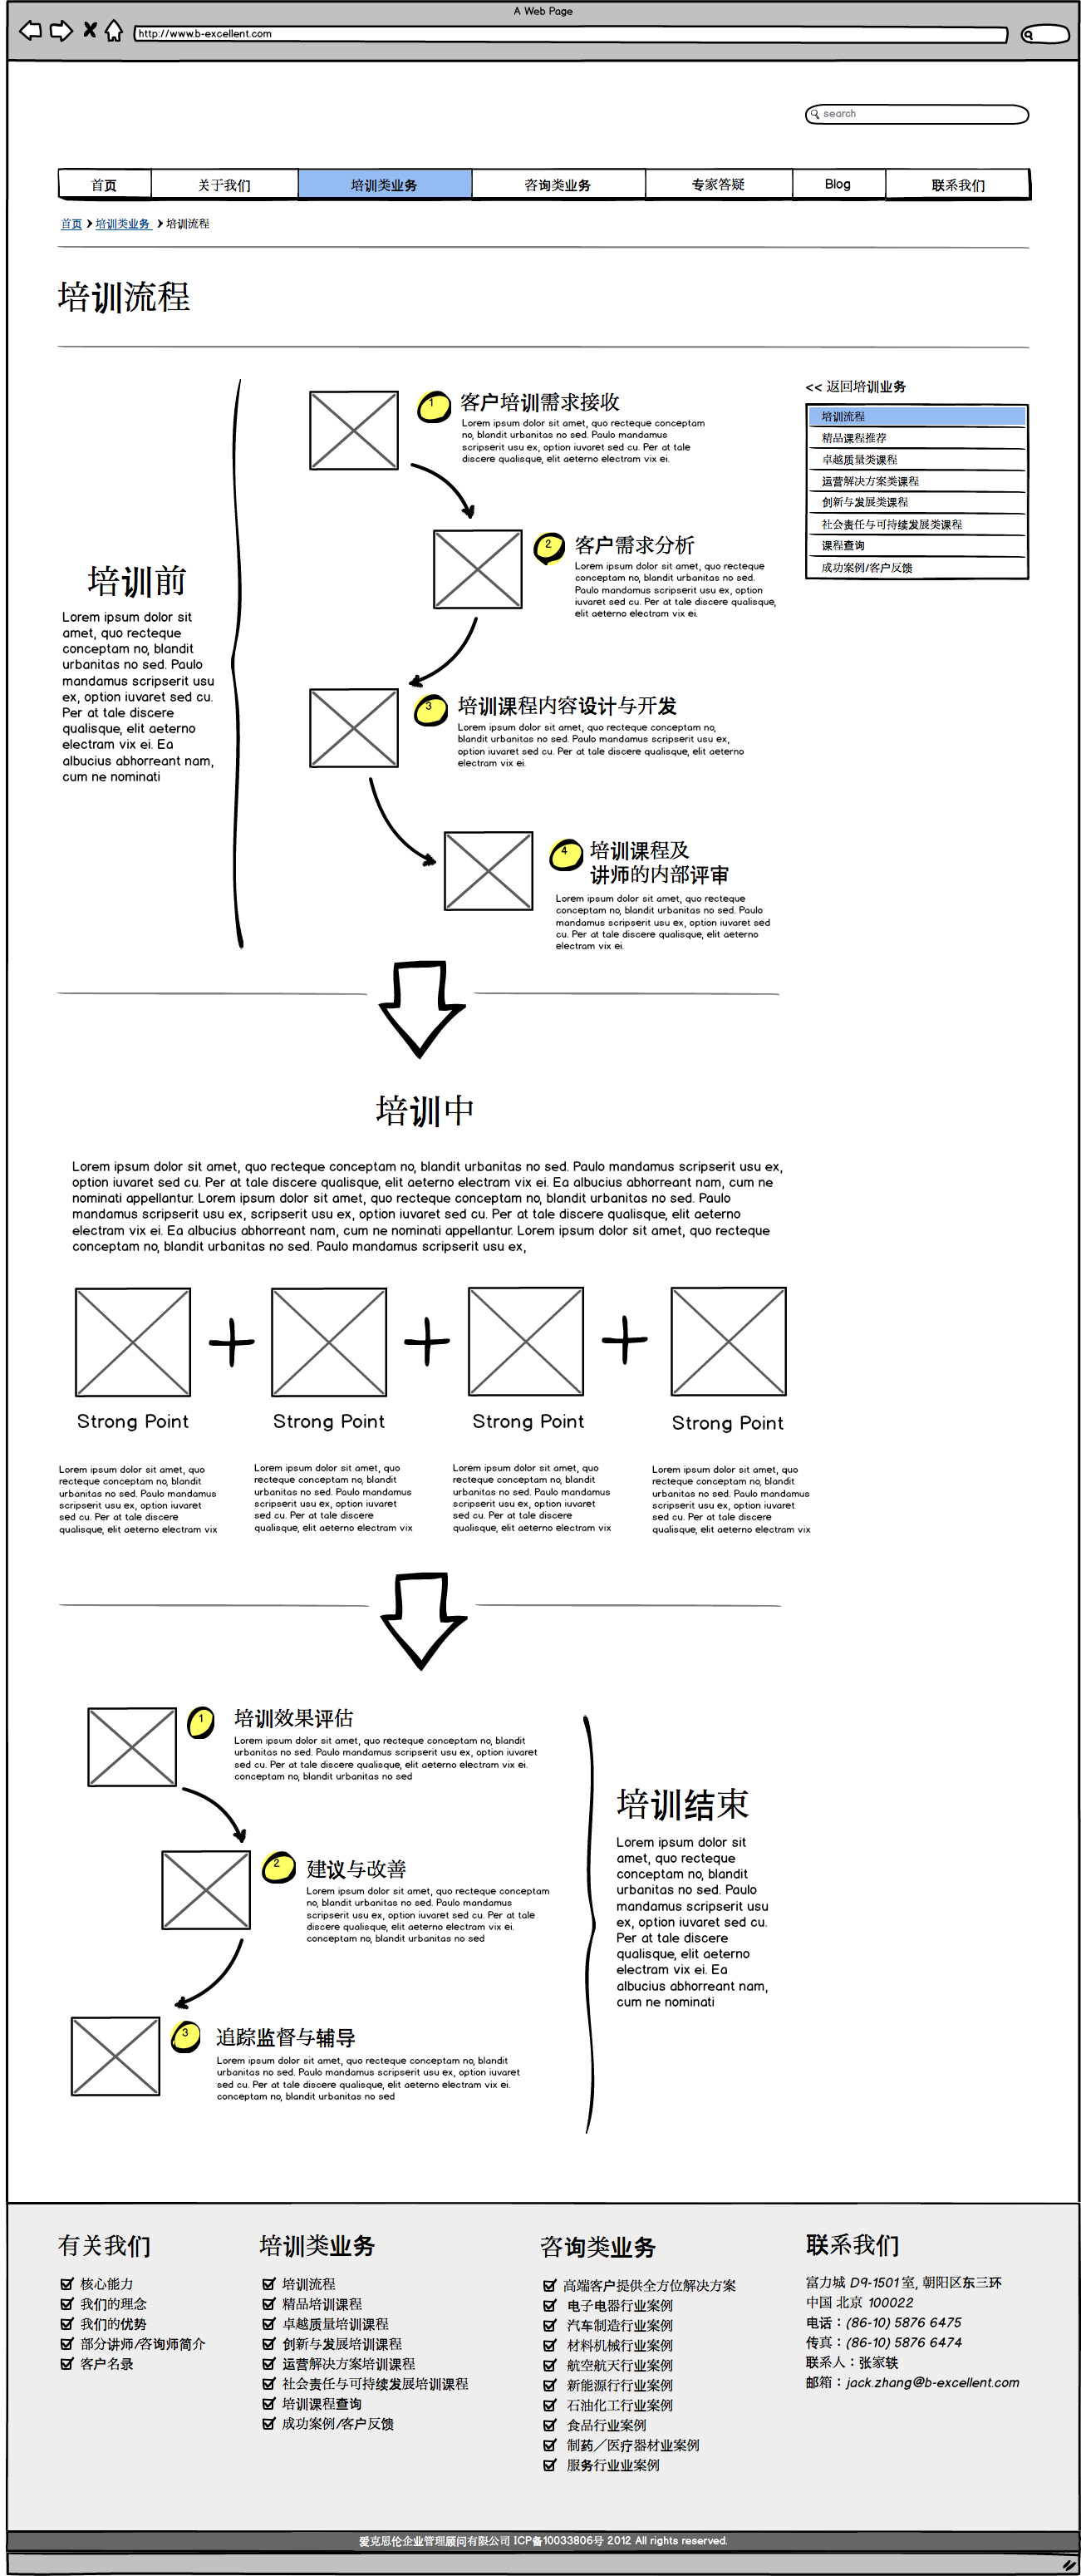 A Web Page
http://www.b-excellent.com
search
首页 关于我们 培训类业务 咨询类业务 专家答疑 Blog 联系我们
首页 > 培训类业务 > 培训流程
培训流程
<< 返回培训业务
培训流程
精品课程推荐
卓越质量类课程
运营解决方案类课程
创新与发展类课程
社会责任与可持续发展类课程
课程查询
成功案例/客户反馈
培训前
Lorem ipsum dolor sit
amet, quo recteque
conceptam no, blandit
urbanitas no sed. Paulo
mandamus scripserit usu
ex, option iuvaret sed cu.
Per at tale discere
qualisque, elit aeterno
electram vix ei. Ea
albucius abhorreant nam,
cum ne nominati
1
客户培训需求接收
Lorem ipsum dolor sit amet, quo recteque conceptam
no, blandit urbanitas no sed. Paulo mandamus
scripserit usu ex, option iuvaret sed cu. Per at tale
discere qualisque, elit aeterno electram vix ei.
2
客户需求分析
Lorem ipsum dolor sit amet, quo recteque
conceptam no, blandit urbanitas no sed.
Paulo mandamus scripserit usu ex, option
iuvaret sed cu. Per at tale discere qualisque,
elit aeterno electram vix ei.
3
培训课程内容设计与开发
Lorem ipsum dolor sit amet, quo recteque conceptam no,
blandit urbanitas no sed. Paulo mandamus scripserit usu ex,
option iuvaret sed cu. Per at tale discere qualisque, elit aeterno
electram vix ei.
4
培训课程及
讲师的内部评审
Lorem ipsum dolor sit amet, quo recteque
conceptam no, blandit urbanitas no sed. Paulo
mandamus scripserit usu ex, option iuvaret sed
cu. Per at tale discere qualisque, elit aeterno
electram vix ei.
培训中
Lorem ipsum dolor sit amet, quo recteque conceptam no, blandit urbanitas no sed. Paulo mandamus scripserit usu ex,
option iuvaret sed cu. Per at tale discere qualisque, elit aeterno electram vix ei. Ea albucius abhorreant nam, cum ne
nominati appellantur. Lorem ipsum dolor sit amet, quo recteque conceptam no, blandit urbanitas no sed. Paulo
mandamus scripserit usu ex, scripserit usu ex, option iuvaret sed cu. Per at tale discere qualisque, elit aeterno
electram vix ei. Ea albucius abhorreant nam, cum ne nominati appellantur. Lorem ipsum dolor sit amet, quo recteque
conceptam no, blandit urbanitas no sed. Paulo mandamus scripserit usu ex,
Strong Point
Lorem ipsum dolor sit amet, quo
recteque conceptam no, blandit
urbanitas no sed. Paulo mandamus
scripserit usu ex, option iuvaret
sed cu. Per at tale discere
qualisque, elit aeterno electram vix
Strong Point
Lorem ipsum dolor sit amet, quo
recteque conceptam no, blandit
urbanitas no sed. Paulo mandamus
scripserit usu ex, option iuvaret
sed cu. Per at tale discere
qualisque, elit aeterno electram vix
Strong Point
Lorem ipsum dolor sit amet, quo
recteque conceptam no, blandit
urbanitas no sed. Paulo mandamus
scripserit usu ex, option iuvaret
sed cu. Per at tale discere
qualisque, elit aeterno electram vix
Strong Point
Lorem ipsum dolor sit amet, quo
recteque conceptam no, blandit
urbanitas no sed. Paulo mandamus
scripserit usu ex, option iuvaret
sed cu. Per at tale discere
qualisque, elit aeterno electram vix
1
培训效果评估
Lorem ipsum dolor sit amet, quo recteque conceptam no, blandit
urbanitas no sed. Paulo mandamus scripserit usu ex, option iuvaret
sed cu. Per at tale discere qualisque, elit aeterno electram vix ei.
conceptam no, blandit urbanitas no sed
2
建议与改善
Lorem ipsum dolor sit amet, quo recteque conceptam
no, blandit urbanitas no sed. Paulo mandamus
scripserit usu ex, option iuvaret sed cu. Per at tale
discere qualisque, elit aeterno electram vix ei.
conceptam no, blandit urbanitas no sed
3
追踪监督与辅导
Lorem ipsum dolor sit amet, quo recteque conceptam no, blandit
urbanitas no sed. Paulo mandamus scripserit usu ex, option iuvaret
sed cu. Per at tale discere qualisque, elit aeterno electram vix ei.
conceptam no, blandit urbanitas no sed
培训结束
Lorem ipsum dolor sit
amet, quo recteque
conceptam no, blandit
urbanitas no sed. Paulo
mandamus scripserit usu
ex, option iuvaret sed cu.
Per at tale discere
qualisque, elit aeterno
electram vix ei. Ea
albucius abhorreant nam,
cum ne nominati
有关我们
核心能力
我们的理念
我们的优势
部分讲师/咨询师简介
客户名录
培训类业务
培训流程
精品培训课程
卓越质量培训课程
创新与发展培训课程
运营解决方案培训课程
社会责任与可持续发展培训课程
培训课程查询
成功案例/客户反馈
咨询类业务
高端客户提供全方位解决方案
电子电器行业案例
汽车制造行业案例
材料机械行业案例
航空航天行业案例
新能源行行业案例
石油化工行业案例
食品行业案例
制药／医疗器材业案例
服务行业业案例
联系我们
富力城 D9-1501 室, 朝阳区东三环
中国 北京 100022
电话：(86-10) 5876 6475
传真：(86-10) 5876 6474
联系人：张家轶
邮箱：jack.zhang@b-excellent.com
爱克思伦企业管理顾问有限公司 ICP备10033806号 2012 All rights reserved.